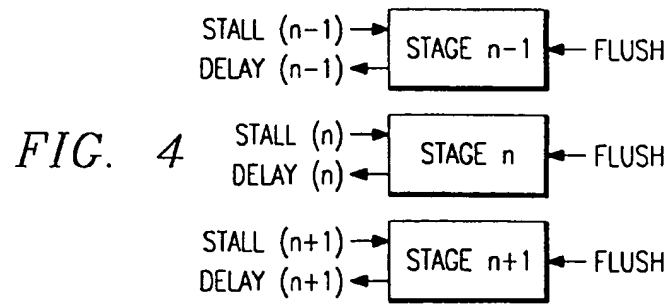 STALL (n-1)
DELAY (n-1)
STAGE n-1
FLUSH
FIG. 4
STALL (n)
DELAY (n)
STAGE n
FLUSH
STALL (n+1)
DELAY (n+1)
STAGE n+1
FLUSH